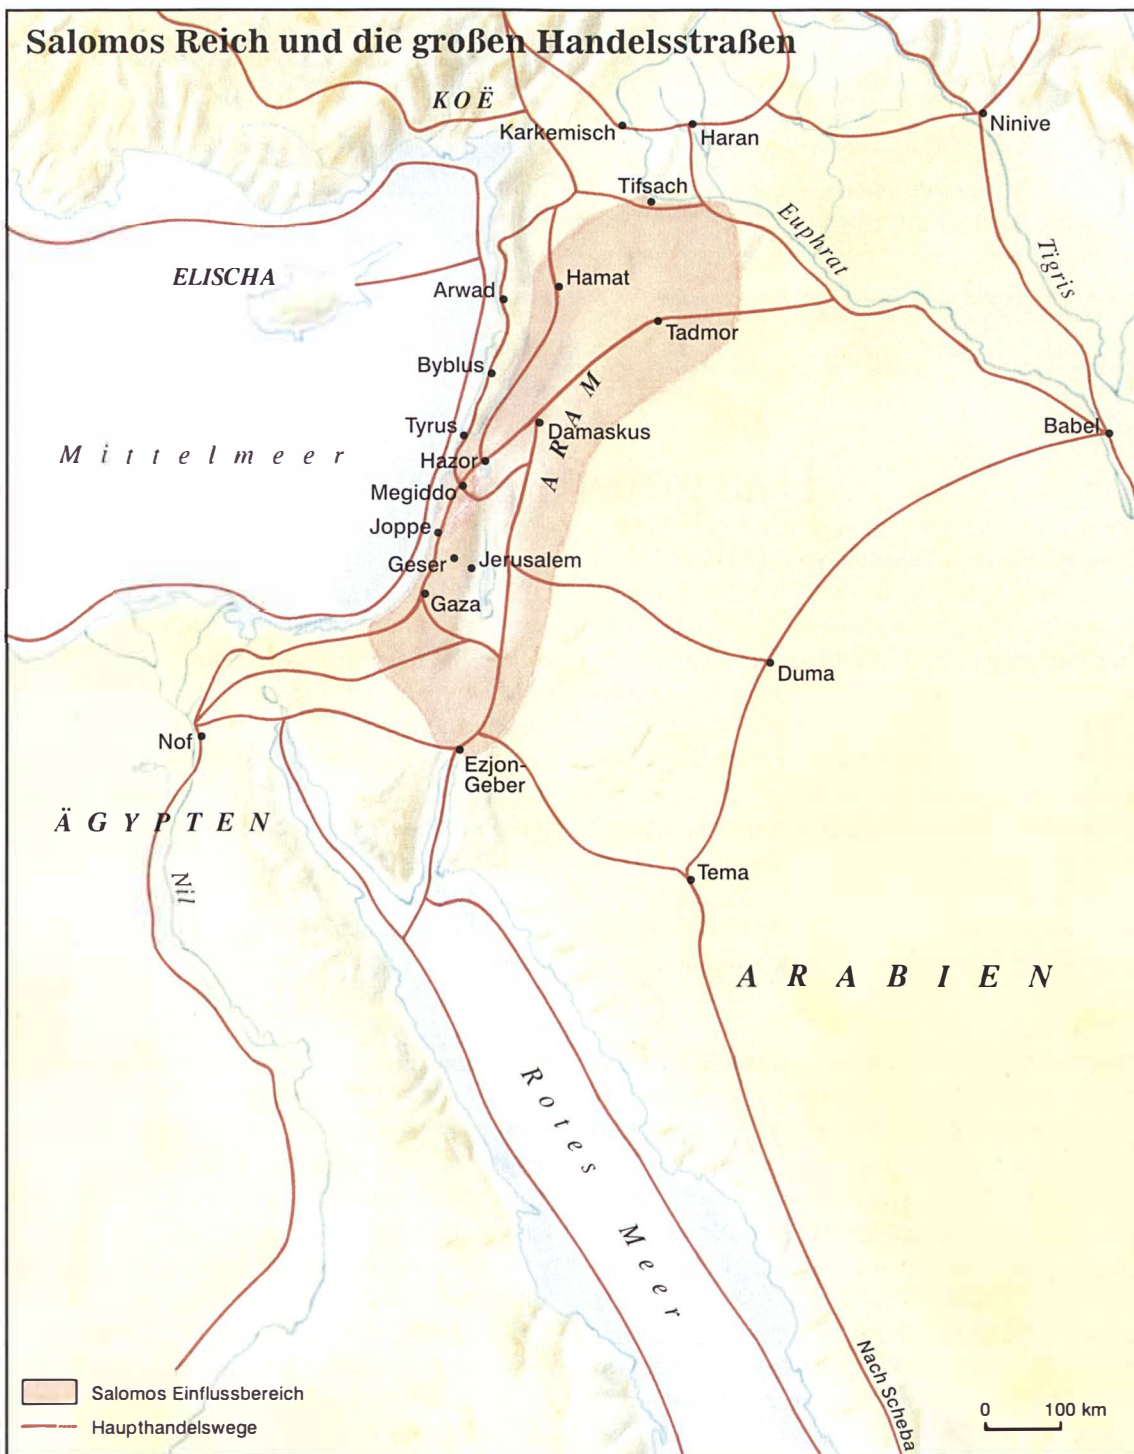 Salomos Reich und die großen Handelsstraßen
KOË
Karkemisch
Haran
Ninive
Tifsach
Euphrat
Tigris
ELISCHA
Arwad
Hamat
Tadmor
Byblus
ARAM
Tyrus
Damaskus
Babel
Mittelmeer
Hazor
Megiddo
Joppe
Geser
Jerusalem
Gaza
Duma
Nof
Ezjon-
Geber
ÄGYPTEN
Nil
Tema
ARABIEN
Rotes Meer
Nach Scheba
Salomos Einflussbereich
Haupthandelswege
0 100 km